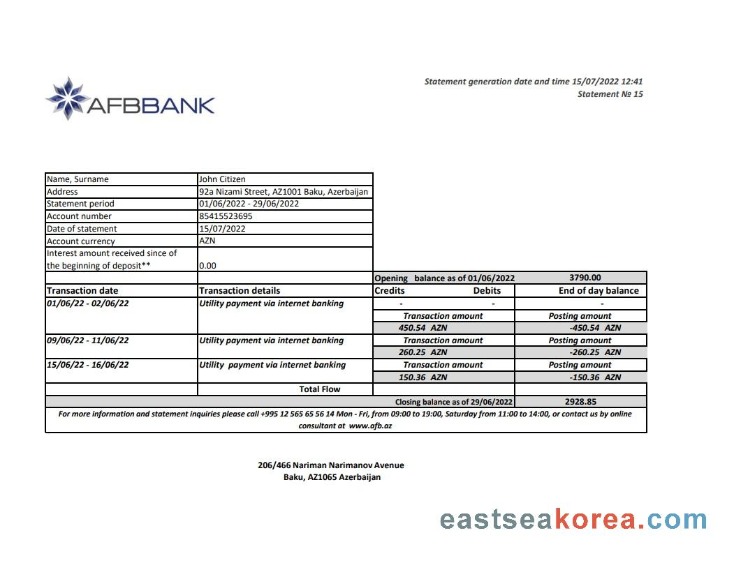 Statement generation date and time 15/07/2022 12:41
Statement № 15
AFBBANK
Name, Surname John Citizen
Address 92a Nizami Street, AZ1001 Baku, Azerbaijan
Statement period 01/06/2022 - 29/06/2022
Account number 85415523695
Date of statement 15/07/2022
Account currency AZN
Interest amount received since of
the beginning of deposit** 0.00
Opening balance as of 01/06/2022 3790.00
Transaction date Transaction details Credits Debits End of day balance
01/06/22 - 02/06/22 Utility payment via internet banking - - -
Transaction amount Posting amount
450.54 AZN -450.54 AZN
09/06/22 - 11/06/22 Utility payment via internet banking Transaction amount Posting amount
260.25 AZN -260.25 AZN
15/06/22 - 16/06/22 Utility payment via internet banking Transaction amount Posting amount
150.36 AZN -150.36 AZN
Total Flow
Closing balance as of 29/06/2022 2928.85
For more information and statement inquiries please call +995 12 565 65 56 14 Mon - Fri, from 09:00 to 19:00, Saturday from 11:00 to 14:00, or contact us by online
consultant at www.afb.az
206/466 Nariman Narimanov Avenue
Baku, AZ1065 Azerbaijan
eastseakorea.com